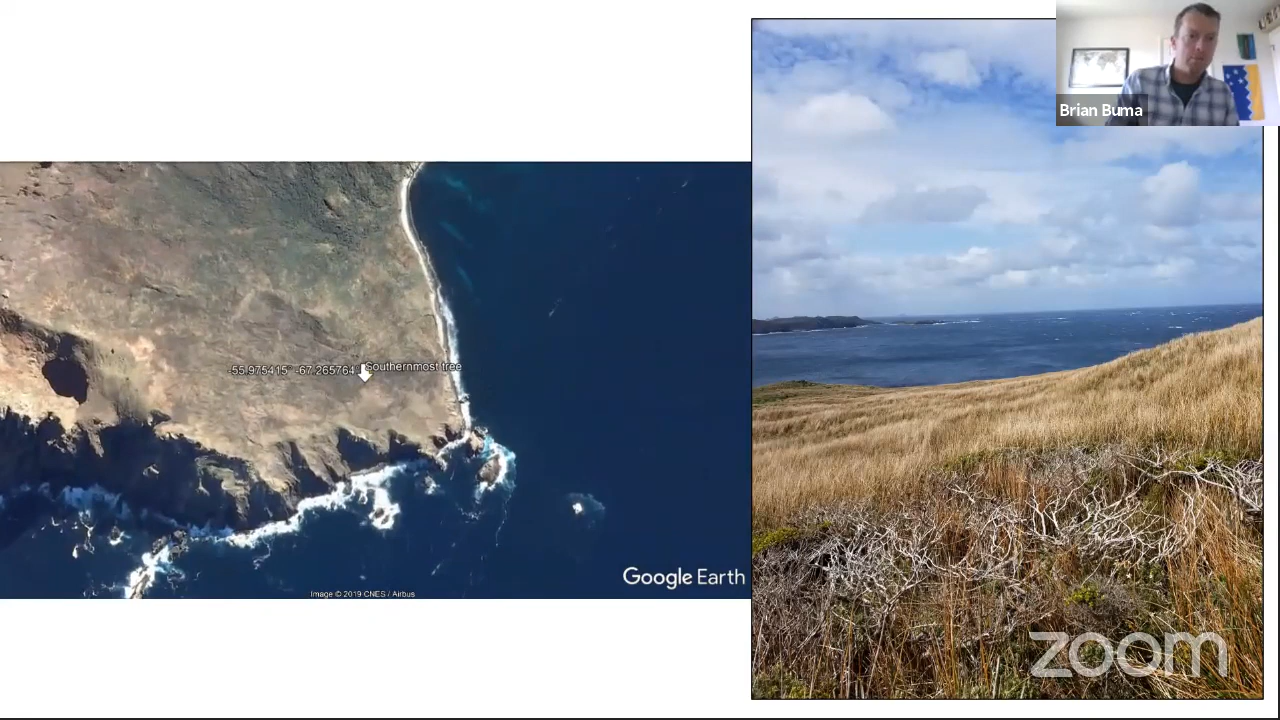 Brian Buma
-55.975415° -67.265764°
Southernmost tree
Google Earth
Image © 2019 CNES / Airbus
zoom